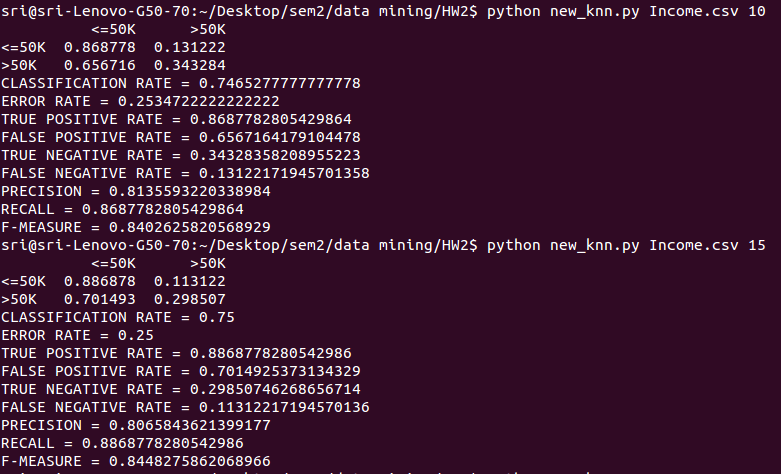 sri@sri-Lenovo-G50-70:~/Desktop/sem2/data mining/HW2$ python new_knn.py Income.csv 10
<=50K >50K
<=50K 0.868778 0.131222
>50K 0.656716 0.343284
CLASSIFICATION RATE = 0.7465277777777778
ERROR RATE = 0.2534722222222222
TRUE POSITIVE RATE = 0.8687782805429864
FALSE POSITIVE RATE = 0.6567164179104478
TRUE NEGATIVE RATE = 0.34328358208955223
FALSE NEGATIVE RATE = 0.13122171945701358
PRECISION = 0.8135593220338984
RECALL = 0.8687782805429864
F-MEASURE = 0.8402625820568929
sri@sri-Lenovo-G50-70:~/Desktop/sem2/data mining/HW2$ python new_knn.py Income.csv 15
<=50K >50K
<=50K 0.886878 0.113122
>50K 0.701493 0.298507
CLASSIFICATION RATE = 0.75
ERROR RATE = 0.25
TRUE POSITIVE RATE = 0.8868778280542986
FALSE POSITIVE RATE = 0.7014925373134329
TRUE NEGATIVE RATE = 0.29850746268656714
FALSE NEGATIVE RATE = 0.11312217194570136
PRECISION = 0.8065843621399177
RECALL = 0.8868778280542986
F-MEASURE = 0.8448275862068966